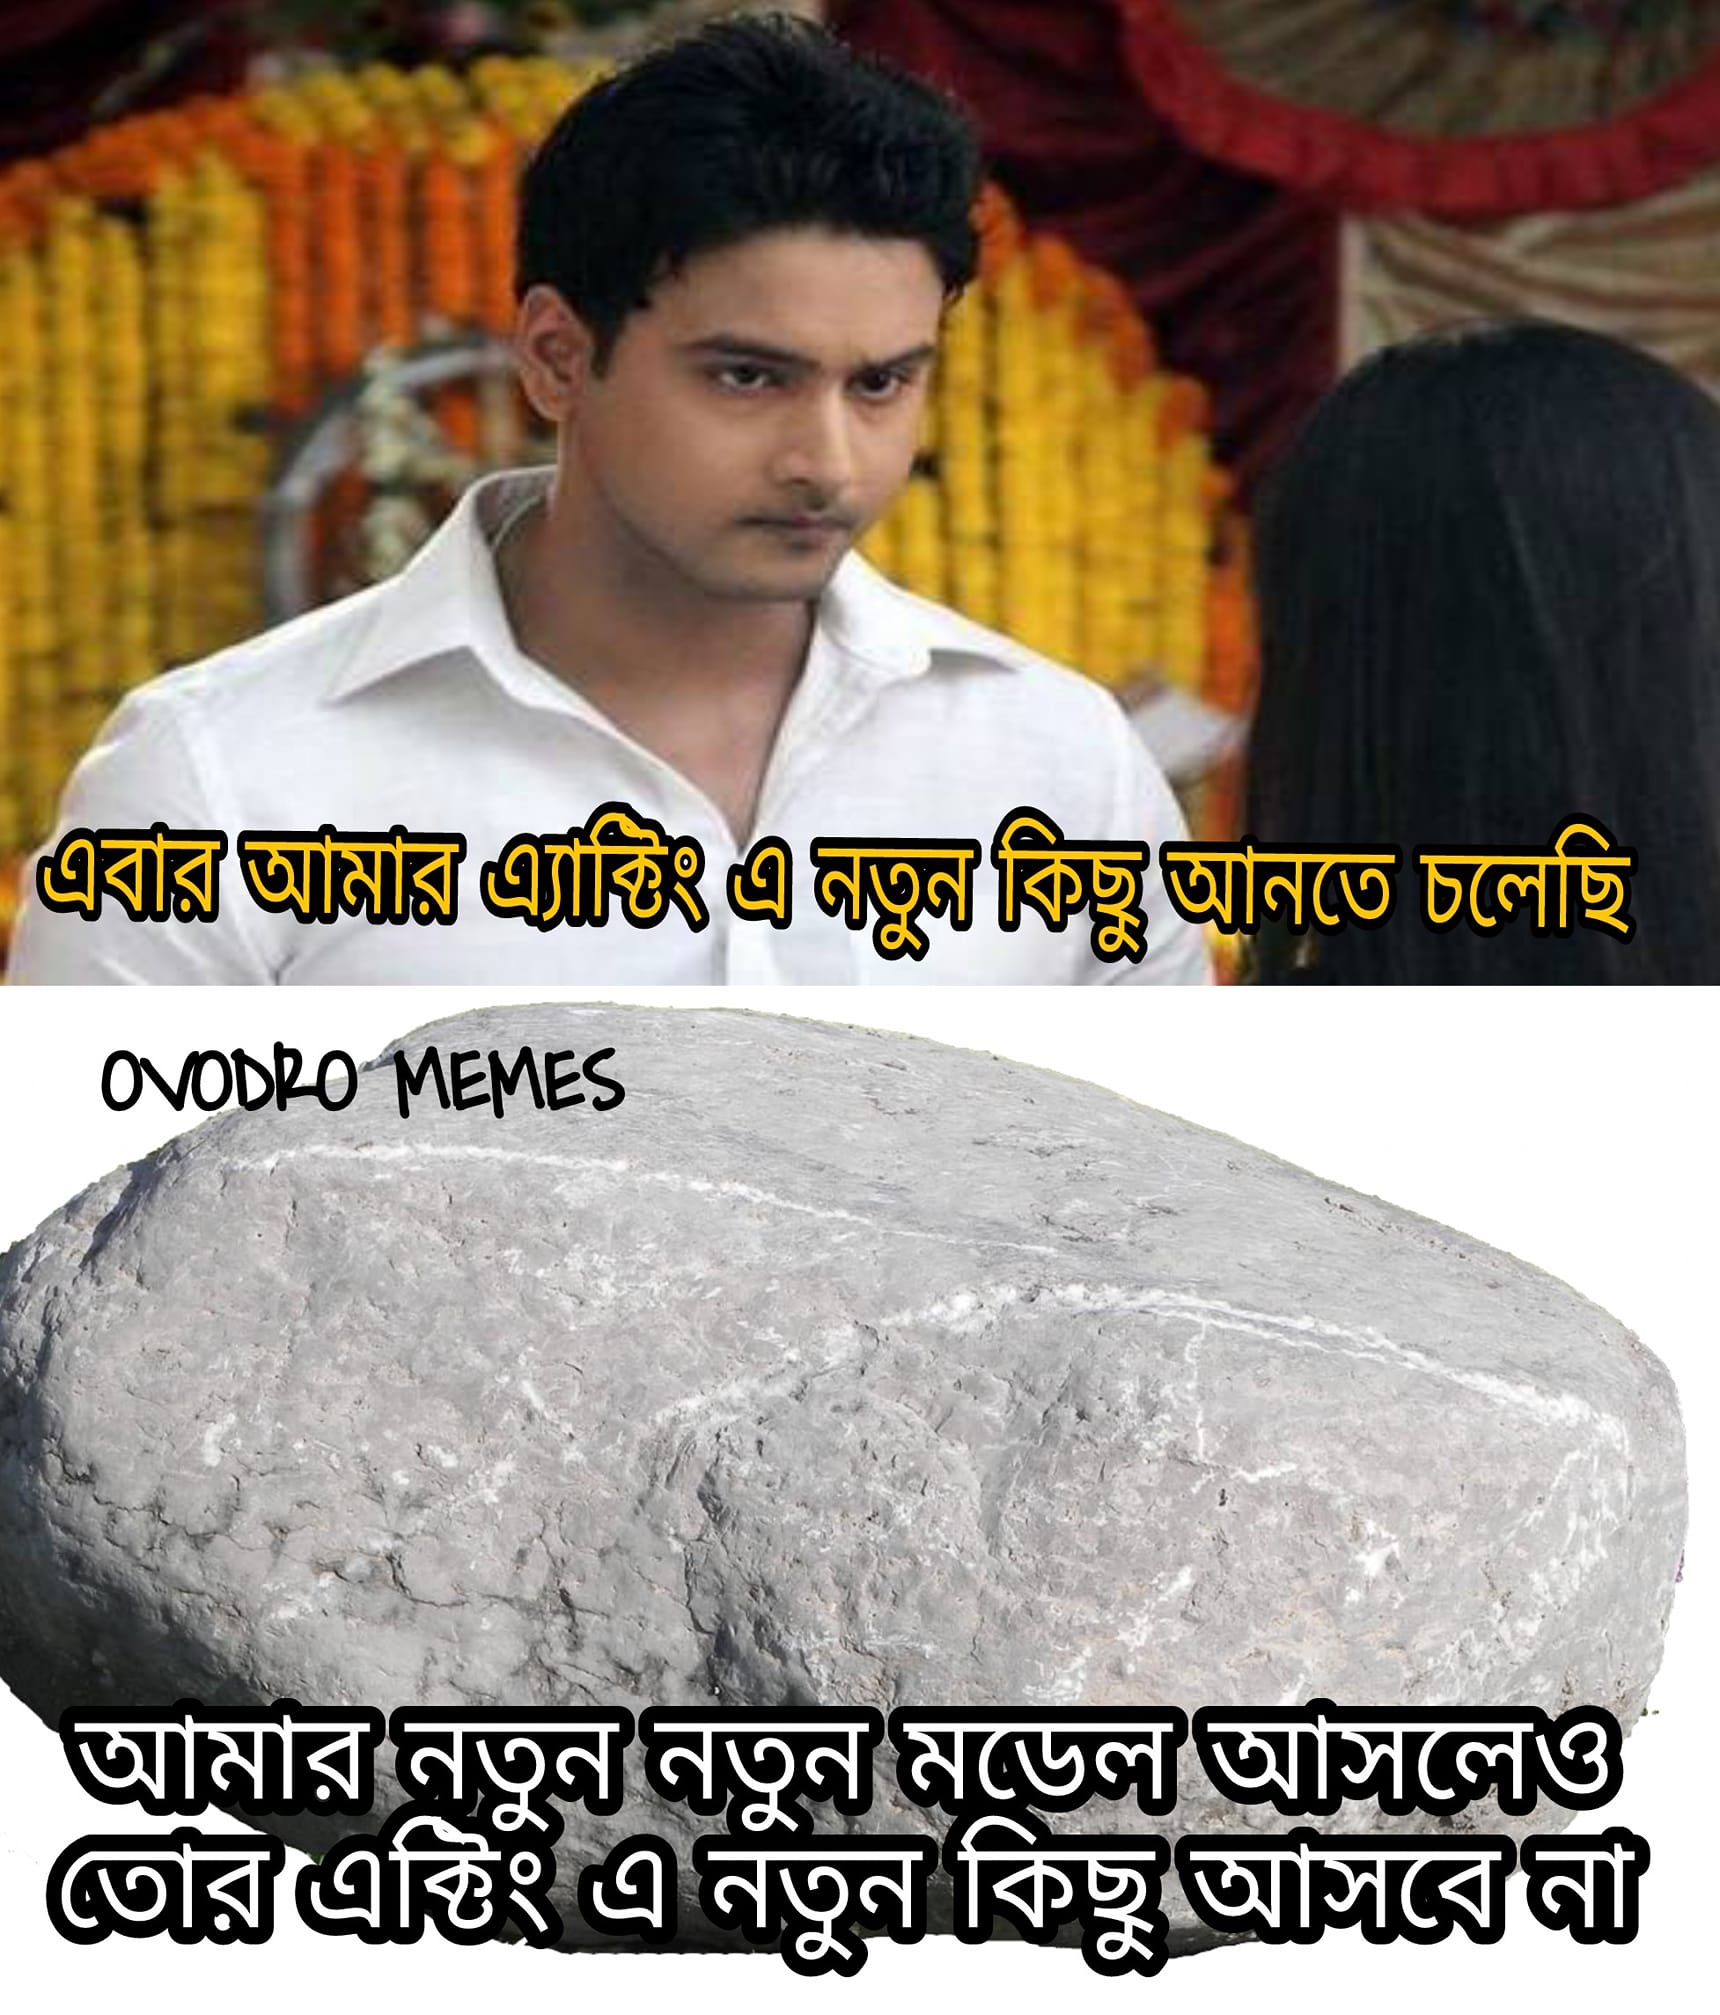 এবার আমার এ্যাক্টিং এ নতুন কিছু আনতে চলেছি
OVODRO MEMES
আমার নতুন নতুন মডেল আসলেও
তোর এক্টিং এ নতুন কিছু আসবে না